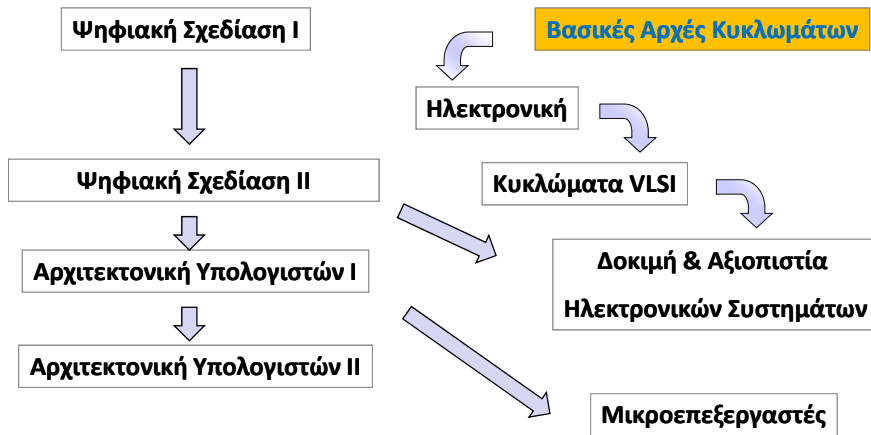 Ψηφιακή Σχεδίαση Ι
Βασικές Αρχές Κυκλωμάτων
Ηλεκτρονική
Ψηφιακή Σχεδίαση ΙΙ
Κυκλώματα VLSI
Αρχιτεκτονική Υπολογιστών Ι
Δοκιμή & Αξιοπιστία
Ηλεκτρονικών Συστημάτων
Αρχιτεκτονική Υπολογιστών ΙΙ
Μικροεπεξεργαστές